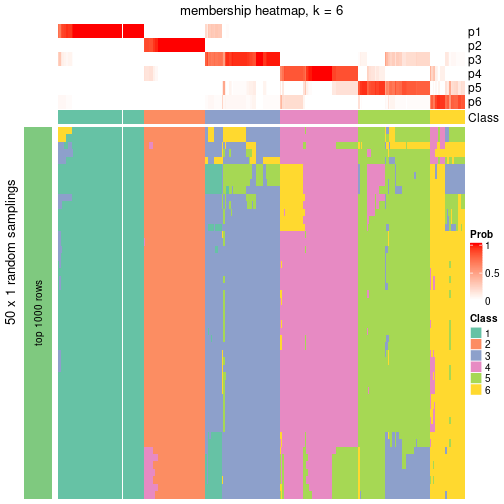 membership heatmap, k = 6
p1
p2
p3
p4
p5
p6
Class
50 x 1 random samplings
top 1000 rows
Prob
1
0.5
0
Class
1
2
3
4
5
6